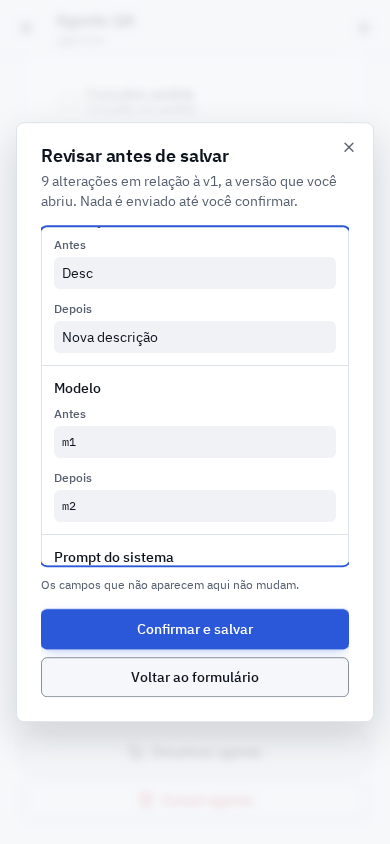 Revisar antes de salvar
9 alterações em relação à v1, a versão que você
abriu. Nada é enviado até você confirmar.
Antes
Desc
Depois
Nova descrição
Modelo
Antes
m1
Depois
m2
Prompt do sistema
Os campos que não aparecem aqui não mudam.
Confirmar e salvar
Voltar ao formulário